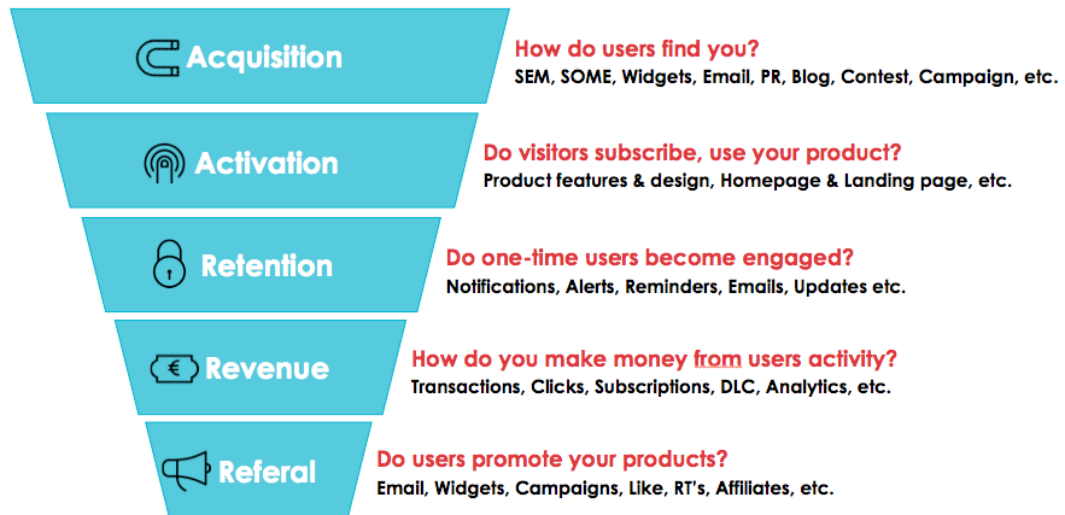 Acquisition
How do users find you?
SEM, SOME, Widgets, Email, PR, Blog, Contest, Campaign, etc.
Activation
Do visitors subscribe, use your product?
Product features & design, Homepage & Landing page, etc.
Retention
Do one-time users become engaged?
Notifications, Alerts, Reminders, Emails, Updates etc.
€
Revenue
How do you make money from users activity?
Transactions, Clicks, Subscriptions, DLC, Analytics, etc.
Referal
Do users promote your products?
Email, Widgets, Campaigns, Like, RT's, Affiliates, etc.